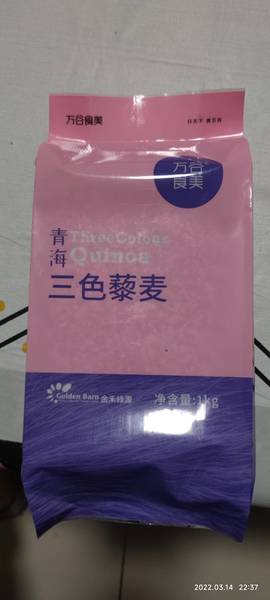 万谷食美
万谷
食美
青海
Three Colour
Quinoa
三色藜麦
Golden Barn 金禾绿源
净含量:1kg
2022.03.14 22:37